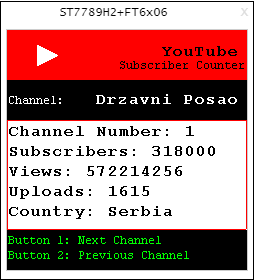 ST7789H2+FT6x06 X
YouTube
Subscriber Counter
Channel: Drzavni Posao
Channel Number: 1
Subscribers: 318000
Views: 572214256
Uploads: 1615
Country: Serbia
Button 1: Next Channel
Button 2: Previous Channel